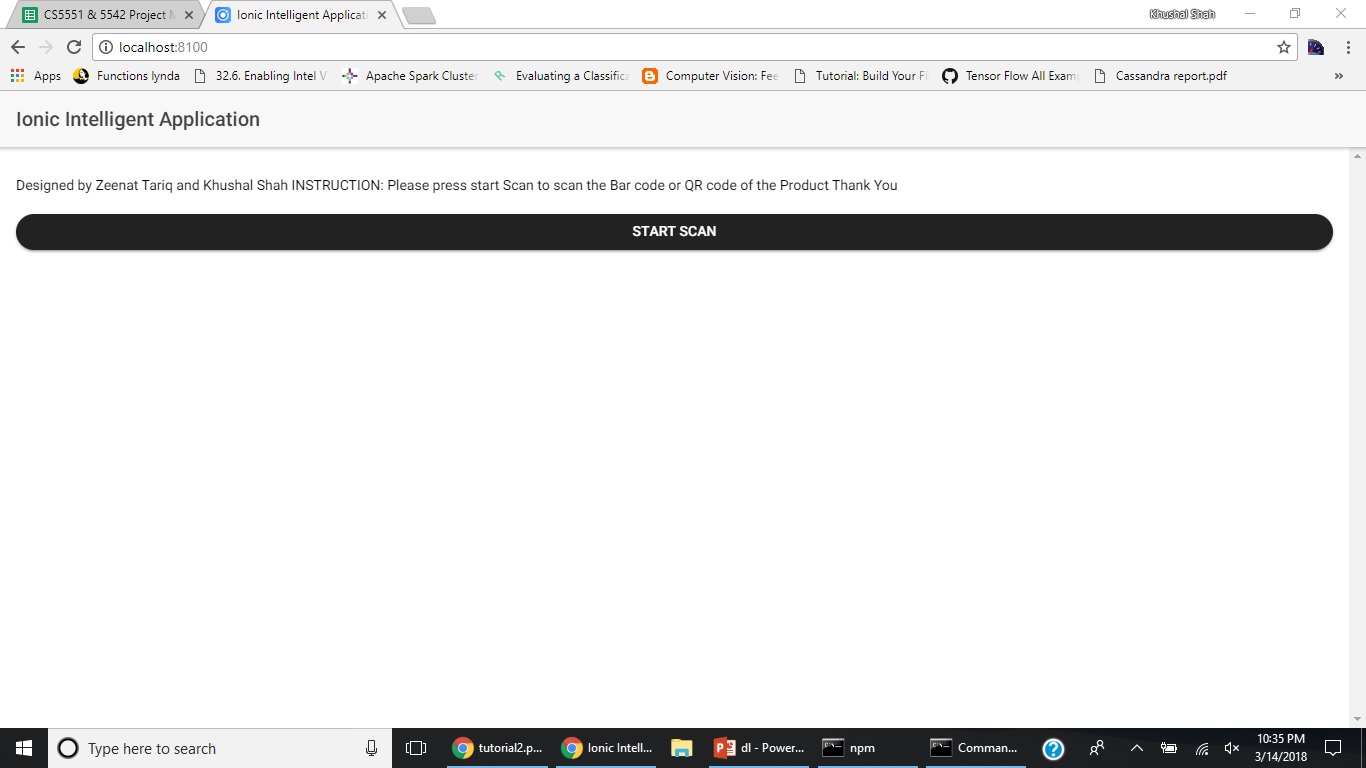 CS5551 & 5542 Project M
Ionic Intelligent Applicati
Khushal Shah
localhost:8100
Apps
Functions lynda
32.6. Enabling Intel V
Apache Spark Cluster
Evaluating a Classifica
Computer Vision: Fee
Tutorial: Build Your Fi
Tensor Flow All Exam
Cassandra report.pdf
»
Ionic Intelligent Application
Designed by Zeenat Tariq and Khushal Shah INSTRUCTION: Please press start Scan to scan the Bar code or QR code of the Product Thank You
START SCAN
Type here to search
tutorial2.p...
Ionic Intell...
dl - Power...
npm
Comman...
10:35 PM
3/14/2018